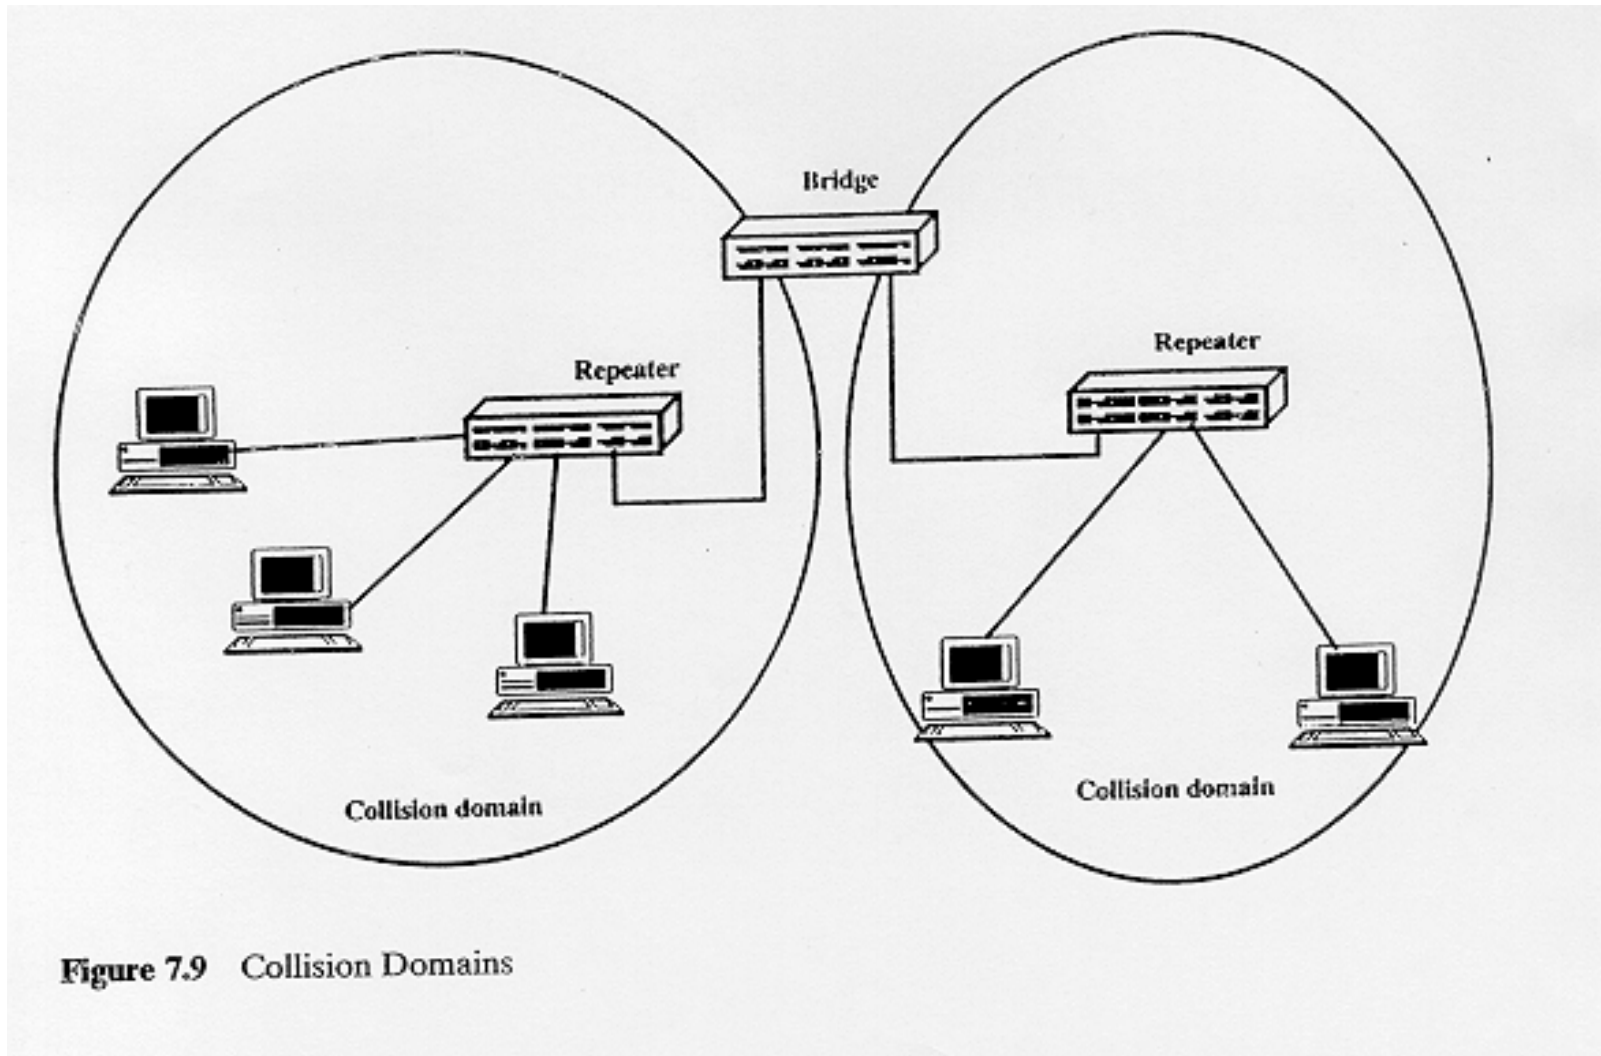 Bridge
Repeater
Repeater
Collision domain
Collision domain
Figure 7.9 Collision Domains